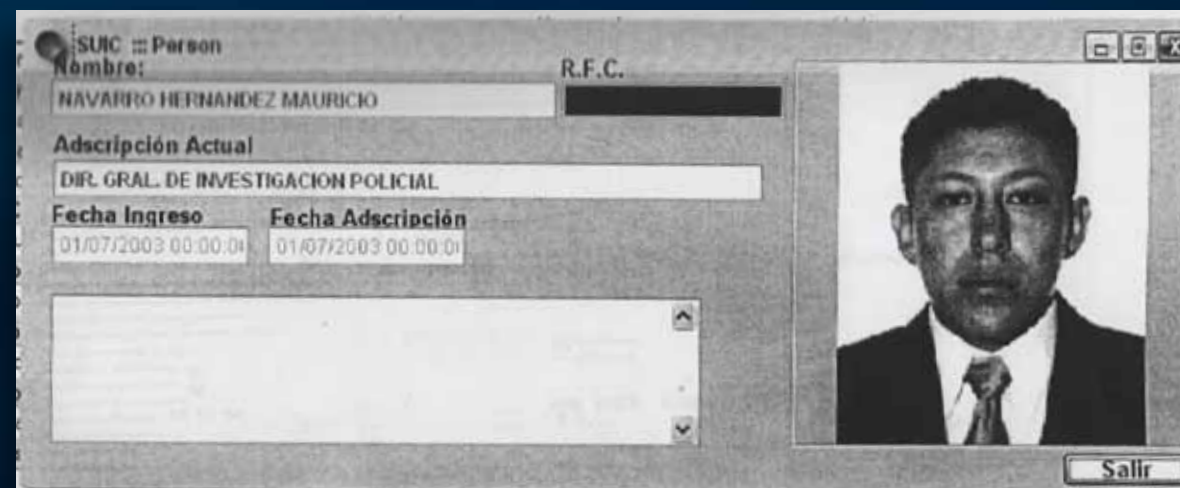 SUIC ::: Person
Nombre:
NAVARRO HERNANDEZ MAURICIO
R.F.C.
Adscripción Actual
DIR. GRAL. DE INVESTIGACION POLICIAL
Fecha Ingreso
01/07/2003 00:00:0
Fecha Adscripción
01/07/2003 00:00:0
Salir